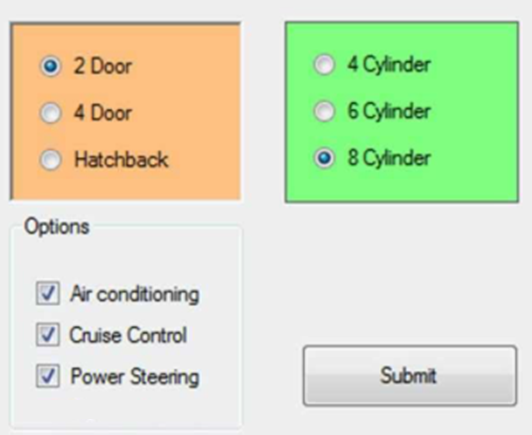 2 Door
4 Door
Hatchback
4 Cylinder
6 Cylinder
8 Cylinder
Options
Air conditioning
Cruise Control
Power Steering
Submit